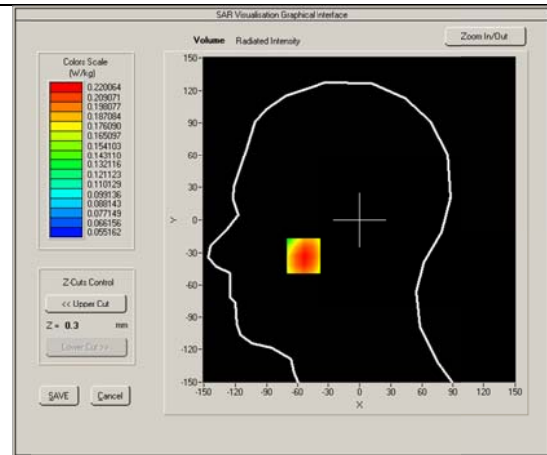 SAR Visualisation Graphical Interface
Volume Radiated Intensity
Zoom In/Out
Colors Scale
(W/kg)
0.220064
0.209071
0.198077
0.187084
0.176090
0.165097
0.154103
0.143110
0.132116
0.121123
0.110129
0.099136
0.088143
0.077149
0.066156
0.055162
Z-Cuts Control
<< Upper Cut
Z = 0.3 mm
Lower Cut >>
SAVE
Cancel
150
120
90
60
30
0
-30
-60
-90
-120
-150
Y
-150 -120 -90 -60 -30 0 30 60 90 120 150
X